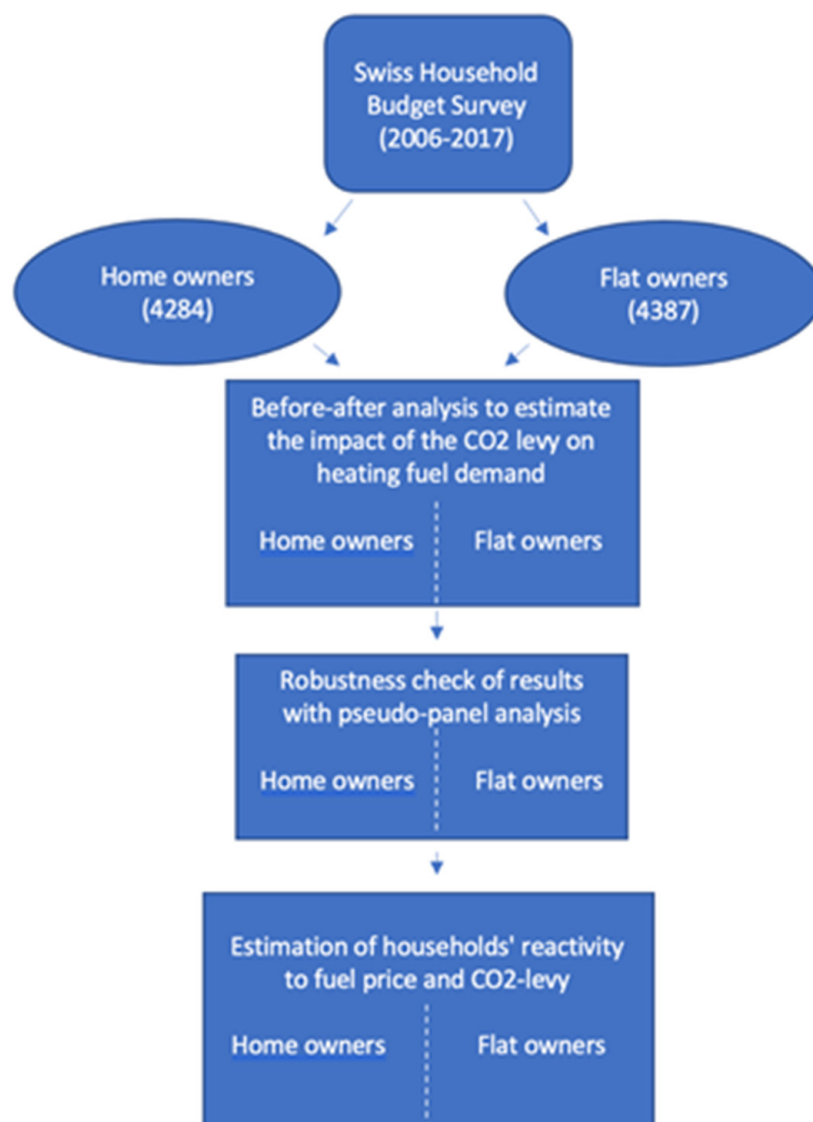 Swiss Household
Budget Survey
(2006-2017)
Home owners
(4284)
Flat owners
(4387)
Before-after analysis to estimate
the impact of the CO2 levy on
heating fuel demand
Home owners
Flat owners
Robustness check of results
with pseudo-panel analysis
Home owners
Flat owners
Estimation of households' reactivity
to fuel price and CO2-levy
Home owners
Flat owners